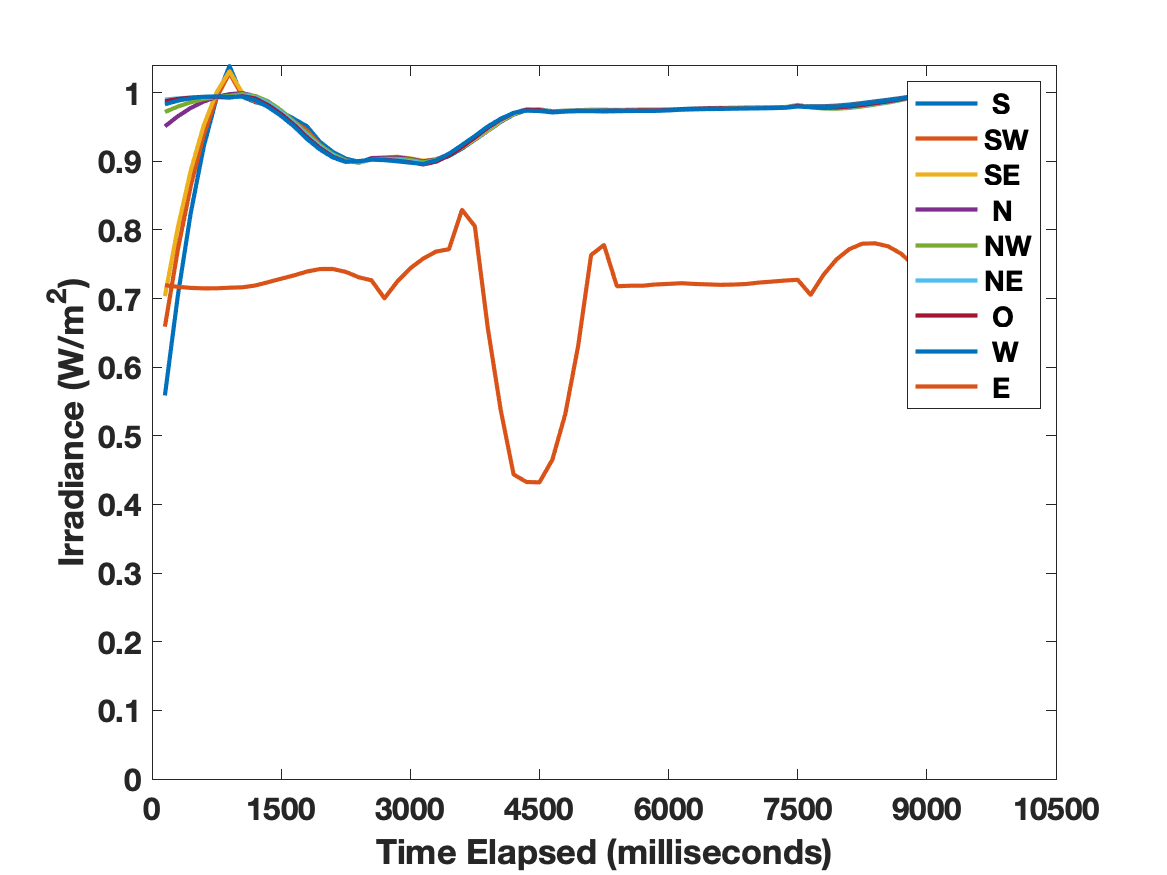 1
0.9
0.8
0.7
0.6
0.5
0.4
0.3
0.2
0.1
0
Irradiance (W/m²)
S
SW
SE
N
NW
NE
O
W
E
0 1500 3000 4500 6000 7500 9000 10500
Time Elapsed (milliseconds)